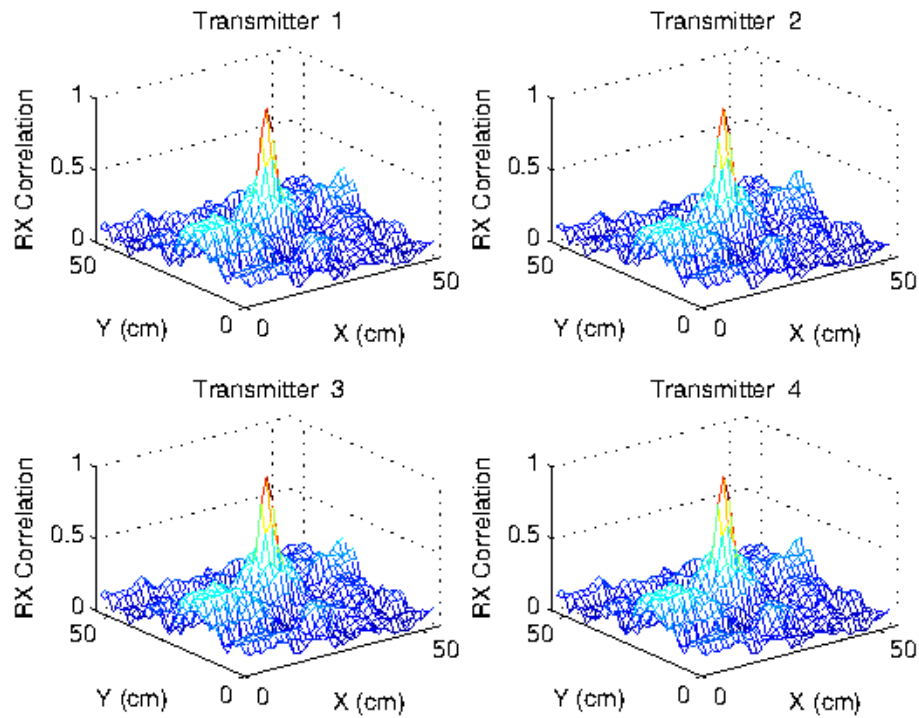 Transmitter 1
1
0.5
0
RX Correlation
50
0
Y (cm)
0
50
X (cm)
Transmitter 2
1
0.5
0
RX Correlation
50
0
Y (cm)
0
50
X (cm)
Transmitter 3
1
0.5
0
RX Correlation
50
0
Y (cm)
0
50
X (cm)
Transmitter 4
1
0.5
0
RX Correlation
50
0
Y (cm)
0
50
X (cm)